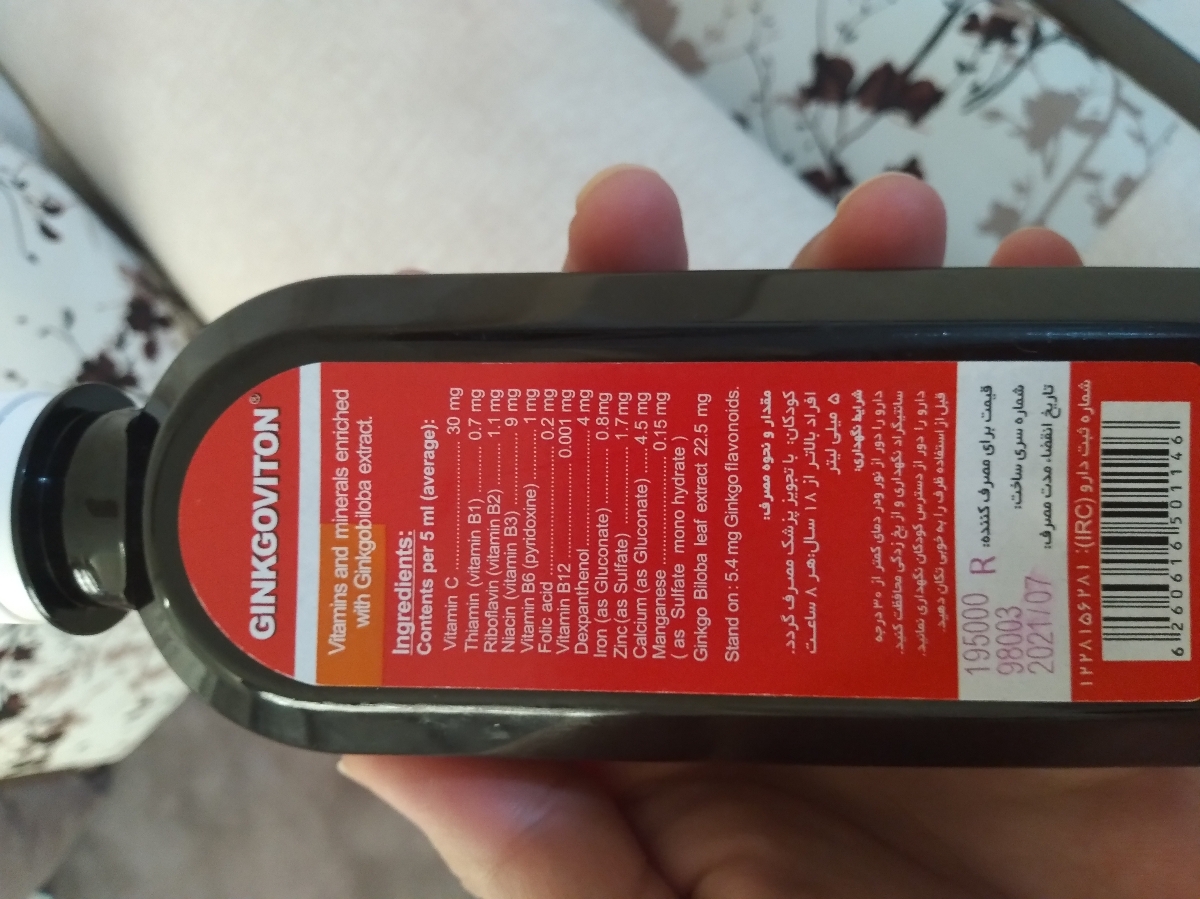 GINKGOVITON®
Vitamins and minerals enriched
with Ginkgobiloba extract.
Ingredients:
Contents per 5 ml (average):
Vitamin C ........................... 30 mg
Thiamin (vitamin B1) ............ 0.7 mg
Riboflavin (vitamin B2) ......... 1.1 mg
Niacin (vitamin B3) ............... 9 mg
Vitamin B6 (pyridoxine) ......... 1 mg
Folic acid ........................... 0.2 mg
Vitamin B12 ..................... 0.001 mg
Dexpanthenol ........................ 4 mg
Iron (as Gluconate) .............. 0.8mg
Zinc (as Sulfate) .................. 1.7 mg
Calcium (as Gluconate) ... 4.5 mg
Manganese ..................... 0.15 mg
( as Sulfate mono hydrate )
Ginkgo Biloba leaf extract 22.5 mg
Stand on : 5.4 mg Ginkgo flavonoids.
مقدار و نحوه مصرف:
کودکان: با تجویز پزشک مصرف گردد.
افراد بالاتر از ۱۸ سال،هر ۸ ساعت
۵ میلی لیتر
شرایط نگهداری:
دارو را دور از نور ودر دمای کمتر از ۳۰ درجه
سانتیگراد نگهداری و از یخ زدگی محافظت کنید.
دارو را دور از دسترس کودکان نگهداری نمائید.
قبل از استفاده ظرف را به خوبی تکان دهید.
قیمت برای مصرف کننده: 195000 R
شماره سری ساخت: 98003
تاریخ انقضاء مدت مصرف: 2021/07
شماره ثبت دارو (IRC): ۱۲۲۸۱۵۶۲۸۱
6 260616 501146